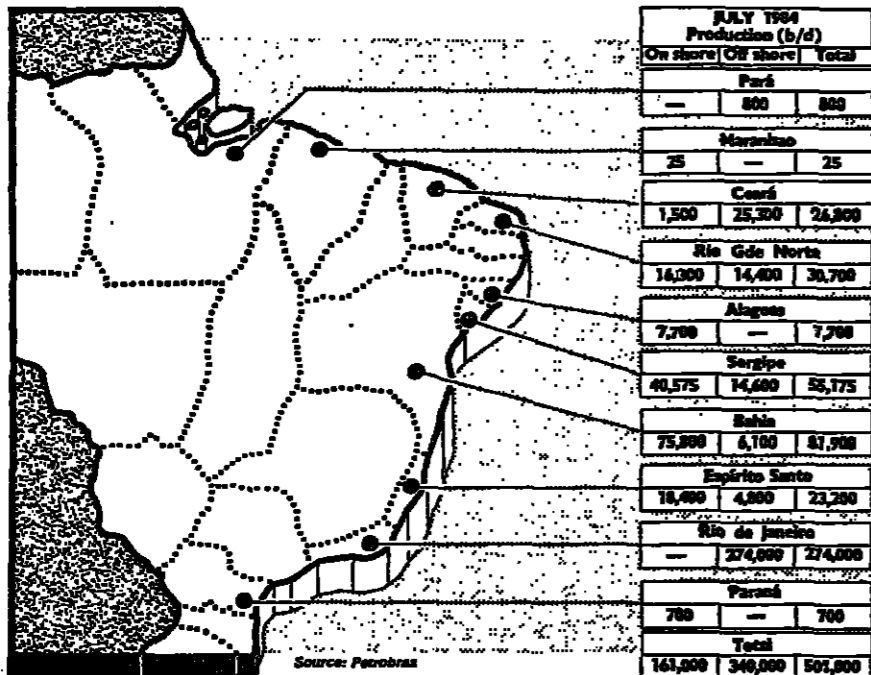 JULY 1984
Production (b/d)
On shore Off shore Total
Pará
— 800 800
Maranhao
25 — 25
Ceará
1,500 25,300 26,800
Rio Gde Norte
16,300 14,400 30,700
Alagoas
7,700 — 7,700
Sergipe
40,575 14,600 55,175
Bahia
75,800 6,100 81,900
Espírito Santo
18,400 4,800 23,200
Rio de Janeiro
— 274,000 274,000
Paraná
700 — 700
Total
161,000 340,000 501,000
Source: Petrobras